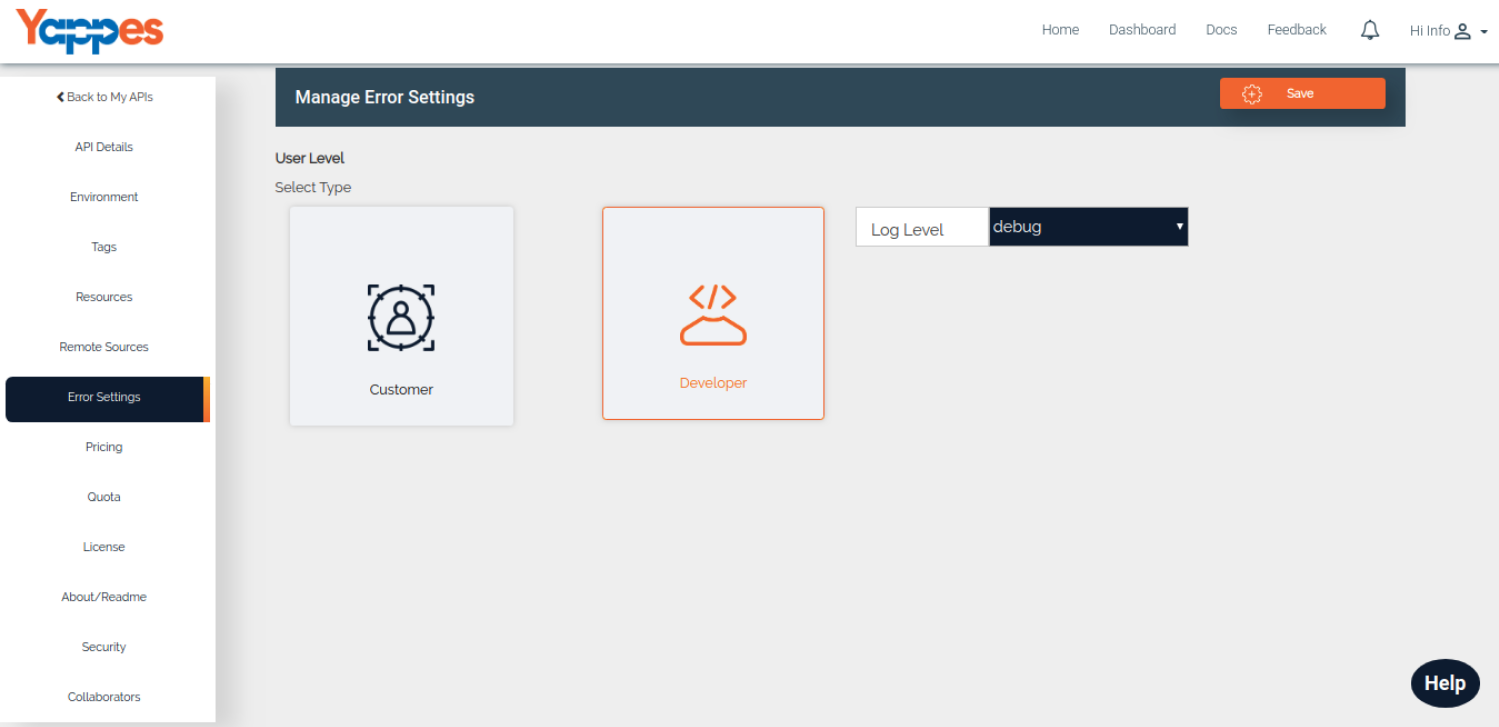 Yappes
Home Dashboard Docs Feedback Hi Info
Back to My APIs
API Details
Environment
Tags
Resources
Remote Sources
Error Settings
Pricing
Quota
License
About/Readme
Security
Collaborators
Manage Error Settings
Save
User Level
Select Type
Customer
Developer
Log Level debug
Help